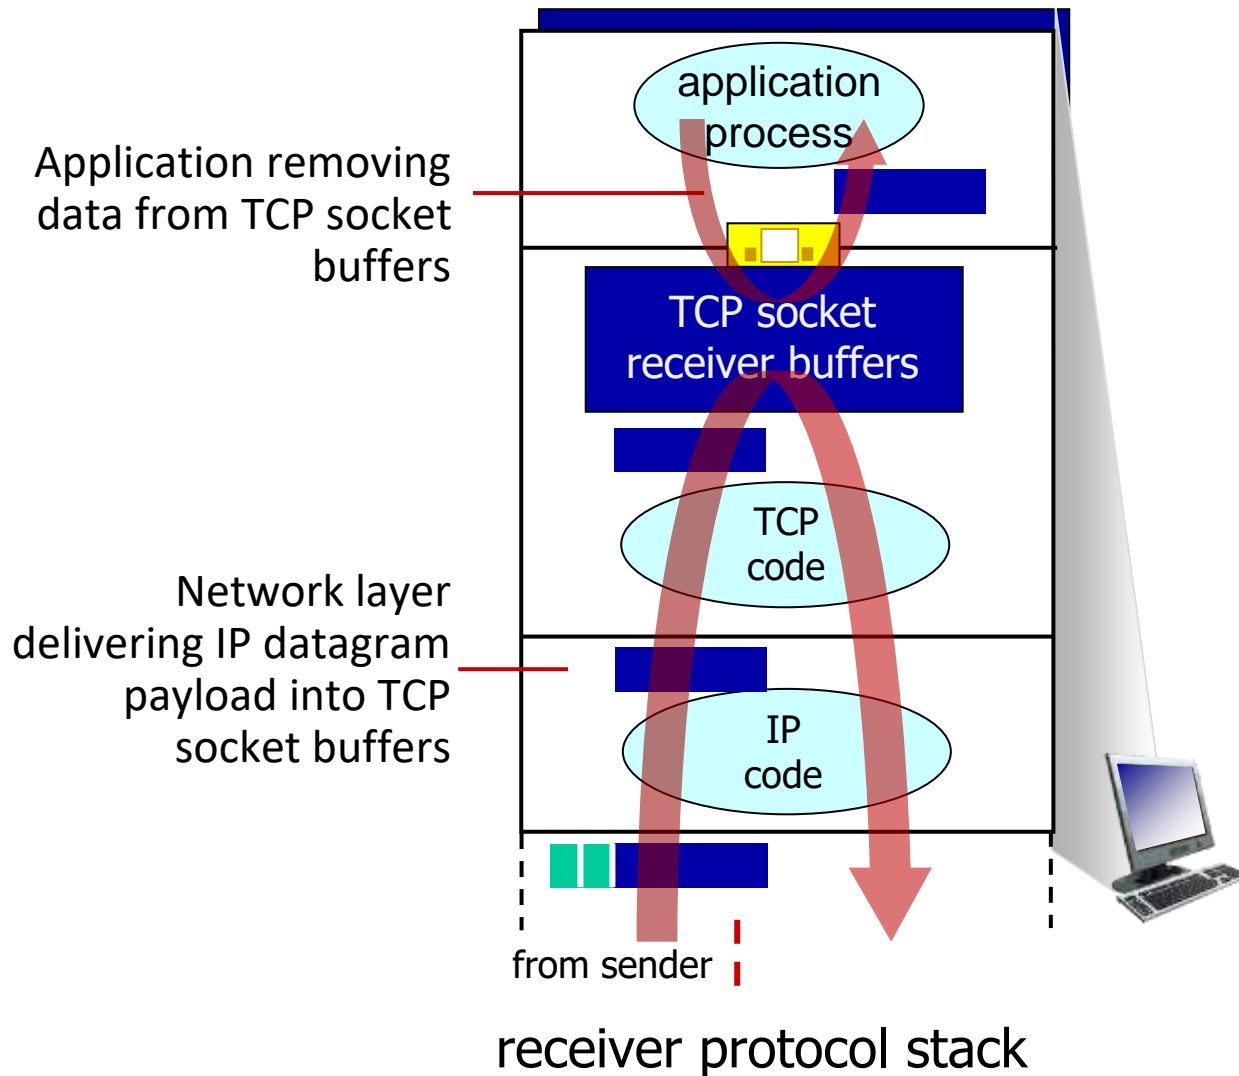 application
process
Application removing
data from TCP socket
buffers
TCP socket
receiver buffers
TCP
code
Network layer
delivering IP datagram
payload into TCP
socket buffers
IP
code
from sender
receiver protocol stack